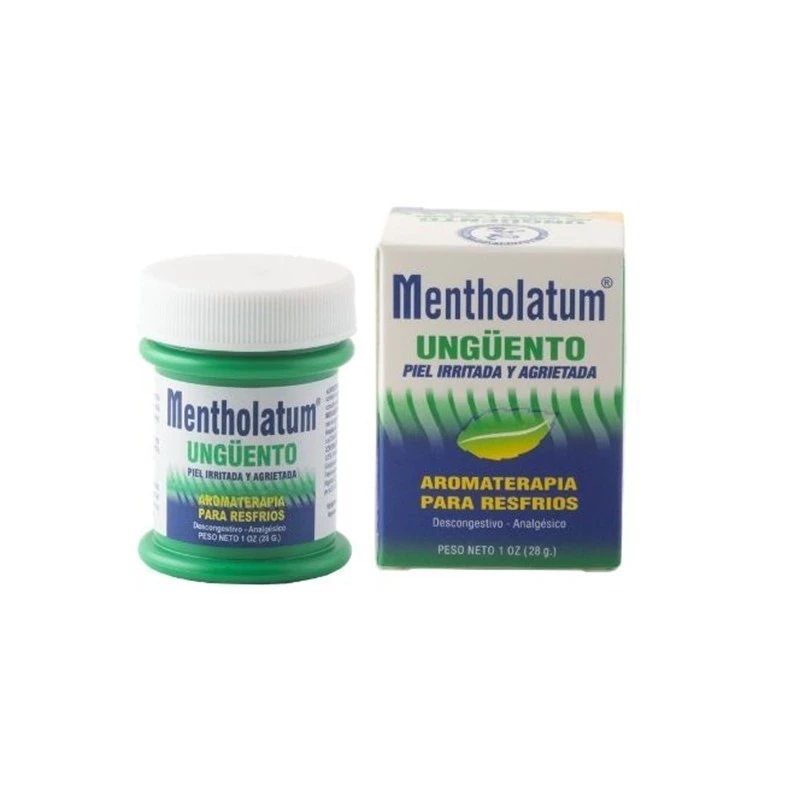 Mentholatum®
UNGÜENTO
PIEL IRRITADA Y AGRIETADA
AROMATERAPIA
PARA RESFRIOS
Descongestivo - Analgésico
PESO NETO 1 OZ (28 g.)
UNGÜENTO
Mentholatum®
UNGÜENTO
PIEL IRRITADA Y AGRIETADA
AROMATERAPIA
PARA RESFRIOS
Descongestivo - Analgésico
PESO NETO 1 OZ (28 g.)